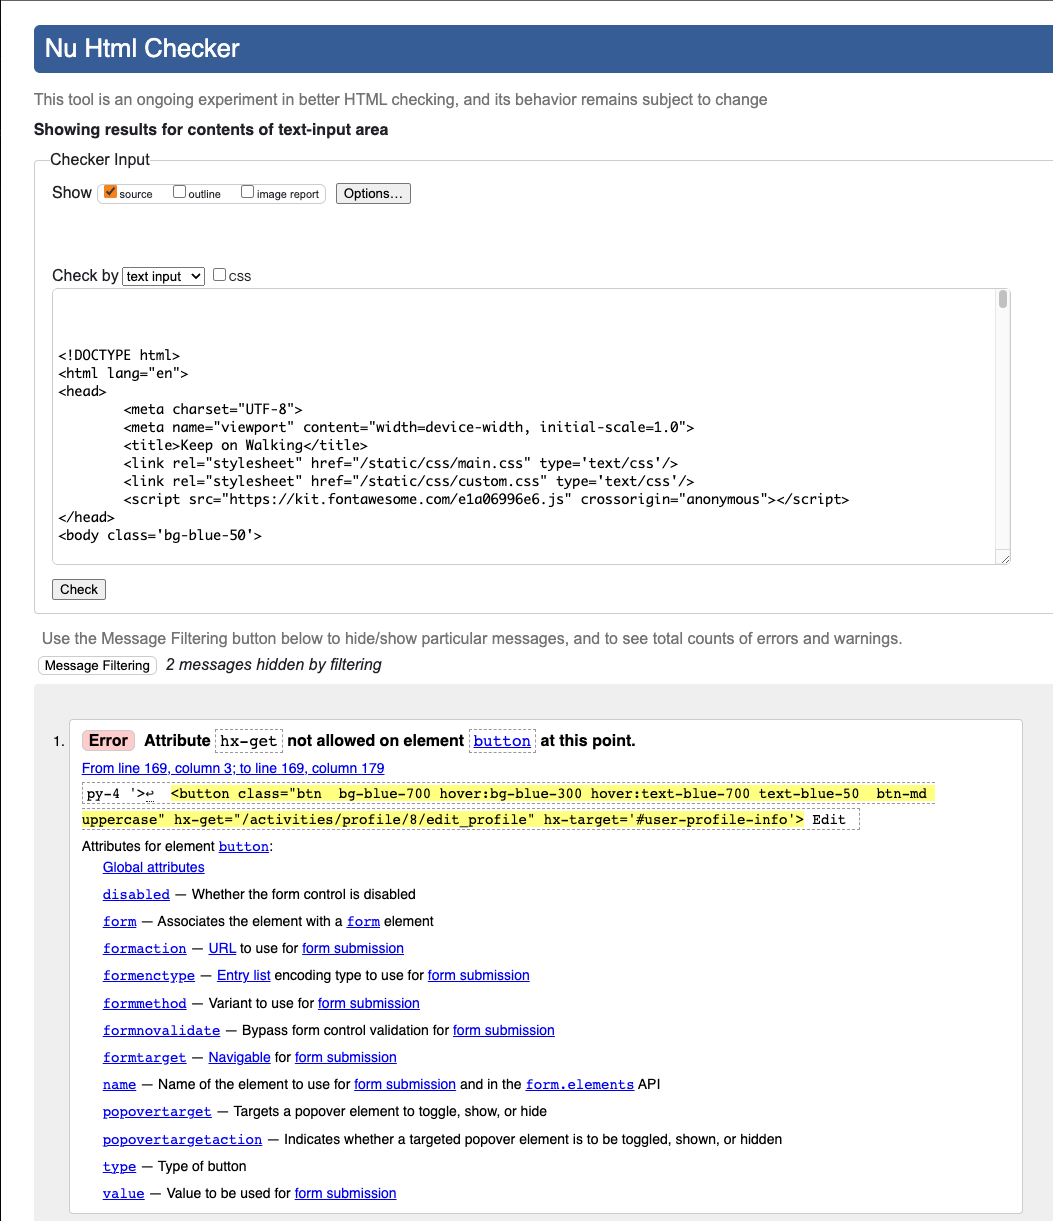 Nu Html Checker
This tool is an ongoing experiment in better HTML checking, and its behavior remains subject to change
Showing results for contents of text-input area
Checker Input
Show source outline image report Options...
Check by text input CSS
<!DOCTYPE html>
<html lang="en">
<head>
<meta charset="UTF-8">
<meta name="viewport" content="width=device-width, initial-scale=1.0">
<title>Keep on Walking</title>
<link rel="stylesheet" href="/static/css/main.css" type='text/css'/>
<link rel="stylesheet" href="/static/css/custom.css" type='text/css'/>
<script src="https://kit.fontawesome.com/e1a06996e6.js" crossorigin="anonymous"></script>
</head>
<body class='bg-blue-50'>
Check
Use the Message Filtering button below to hide/show particular messages, and to see total counts of errors and warnings.
Message Filtering 2 messages hidden by filtering
1. Error Attribute hx-get not allowed on element button at this point.
From line 169, column 3; to line 169, column 179
py-4 '>↩ <button class="btn  bg-blue-700 hover:bg-blue-300 hover:text-blue-700 text-blue-50  btn-md
uppercase" hx-get="/activities/profile/8/edit_profile" hx-target='#user-profile-info'> Edit
Attributes for element button:
Global attributes
disabled — Whether the form control is disabled
form — Associates the element with a form element
formaction — URL to use for form submission
formenctype — Entry list encoding type to use for form submission
formmethod — Variant to use for form submission
formnovalidate — Bypass form control validation for form submission
formtarget — Navigable for form submission
name — Name of the element to use for form submission and in the form.elements API
popovertarget — Targets a popover element to toggle, show, or hide
popovertargetaction — Indicates whether a targeted popover element is to be toggled, shown, or hidden
type — Type of button
value — Value to be used for form submission